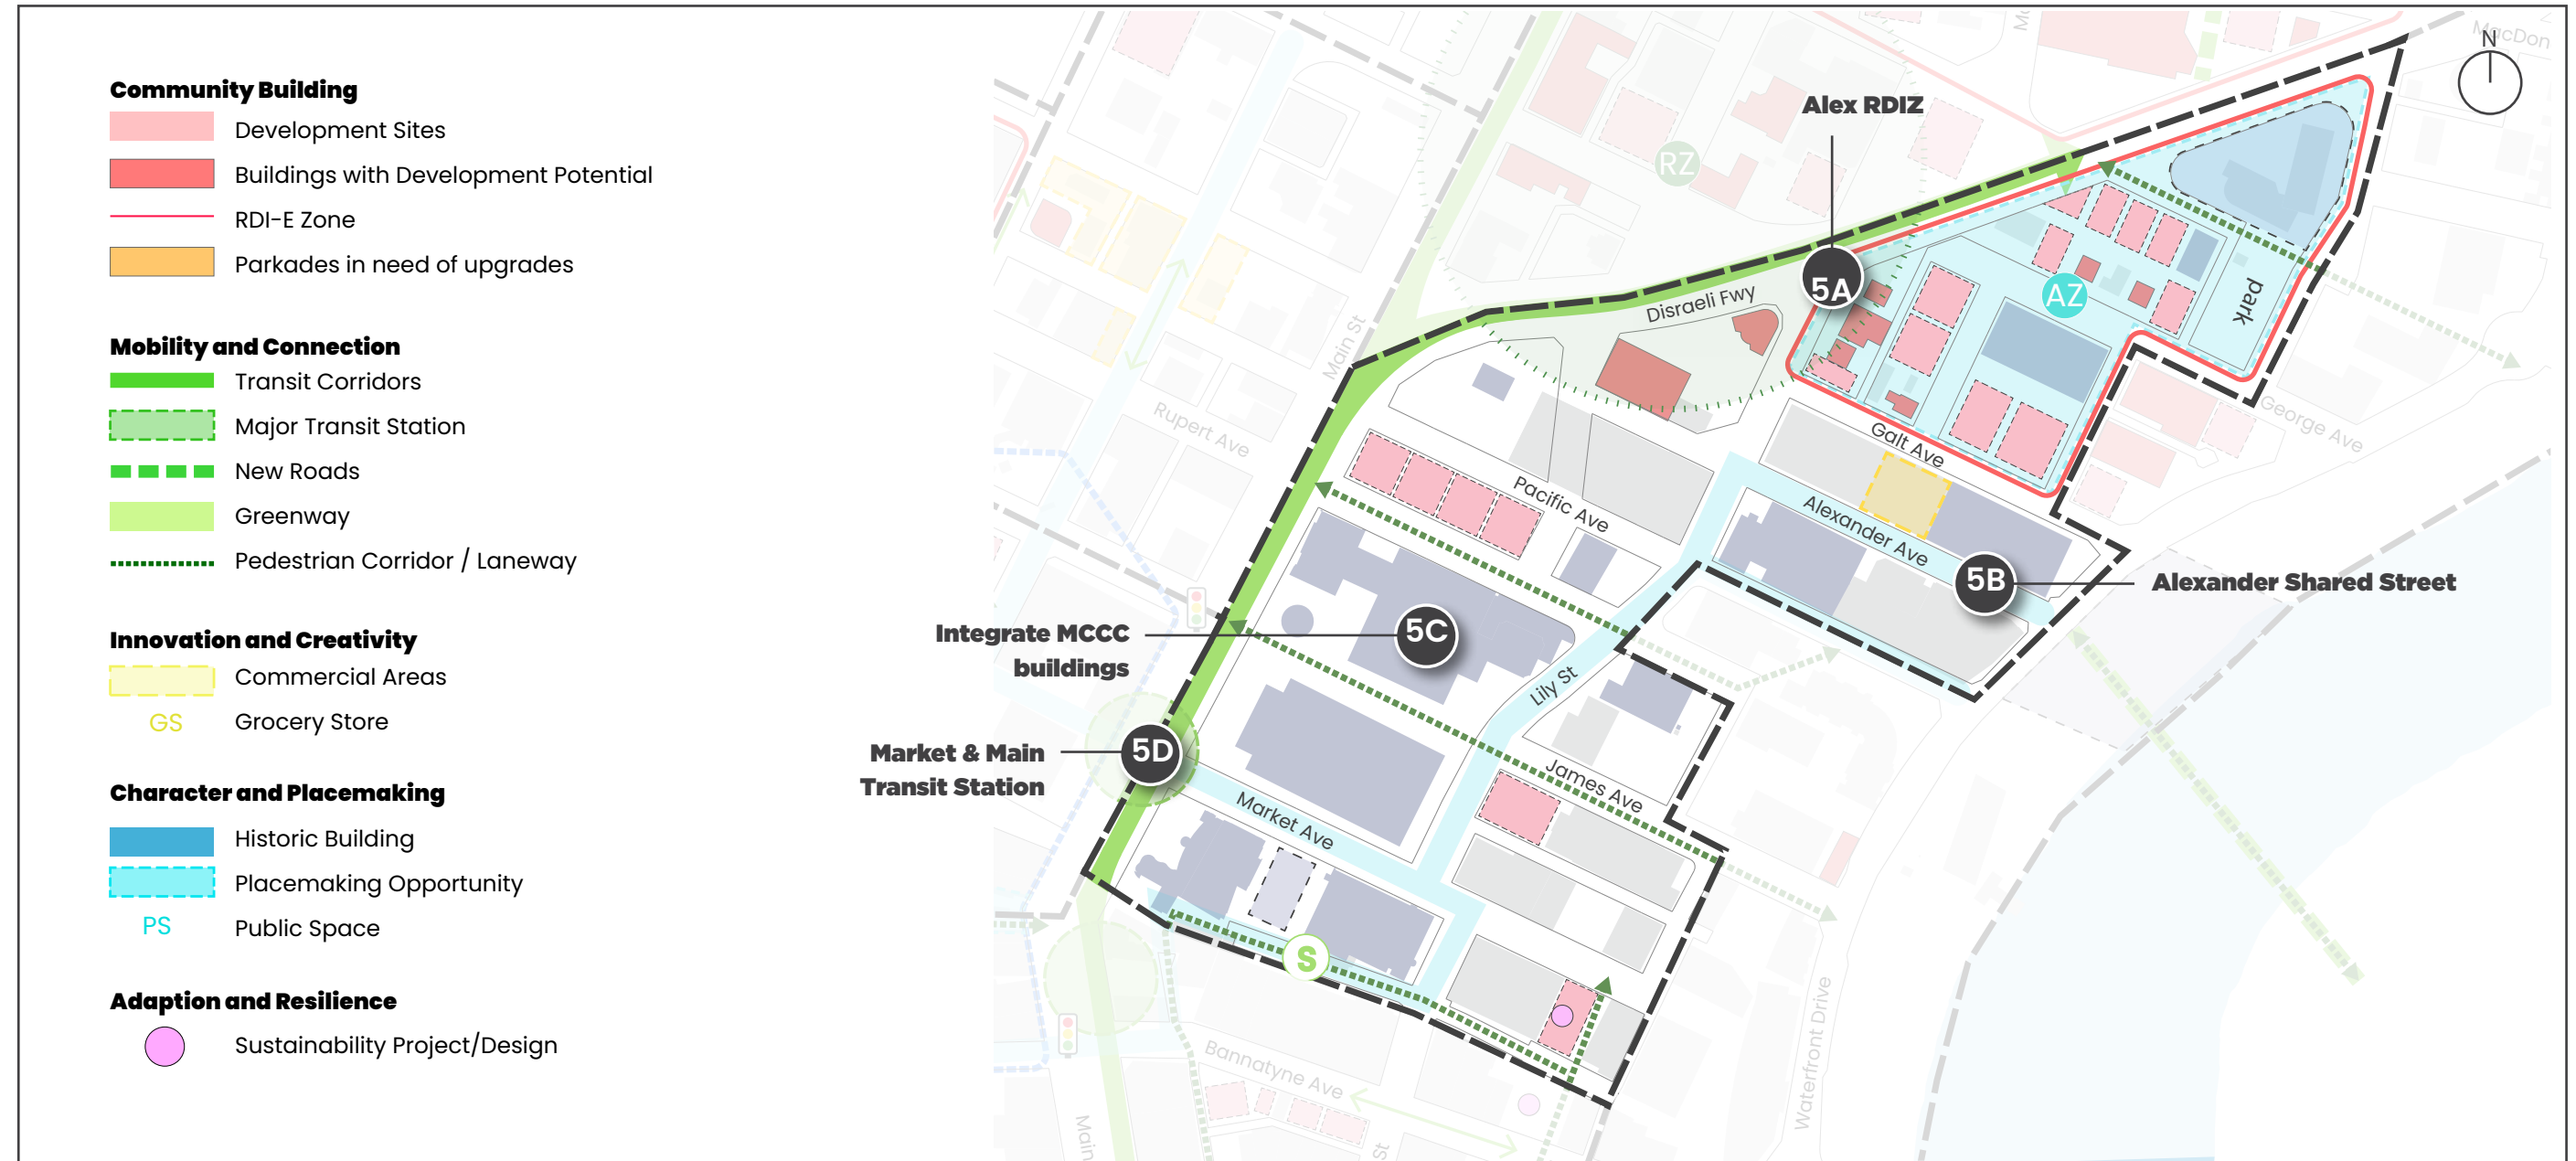 Community Building
Development Sites
Buildings with Development Potential
RDI-E Zone
Parkades in need of upgrades
Mobility and Connection
Transit Corridors
Major Transit Station
New Roads
Greenway
Pedestrian Corridor / Laneway
Innovation and Creativity
Commercial Areas
GS
Grocery Store
Character and Placemaking
Historic Building
Placemaking Opportunity
PS
Public Space
Adaption and Resilience
Sustainability Project/Design
N
MacDon
Alex RDIZ
RZ
5A
AZ
park
Disraeli Fwy
Main St
Rupert Ave
George Ave
Galt Ave
Pacific Ave
Alexander Ave
5B
Alexander Shared Street
Integrate MCCC
buildings
5C
Lily St
Market & Main
Transit Station
5D
James Ave
Market Ave
S
Bannatyne Ave
Waterfront Drive
Main
St